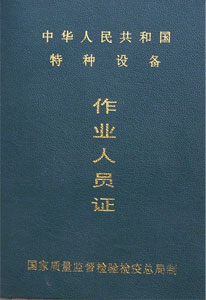 中华人民共和国
特种设备
作业人员证
国家质量监督检验检疫总局制